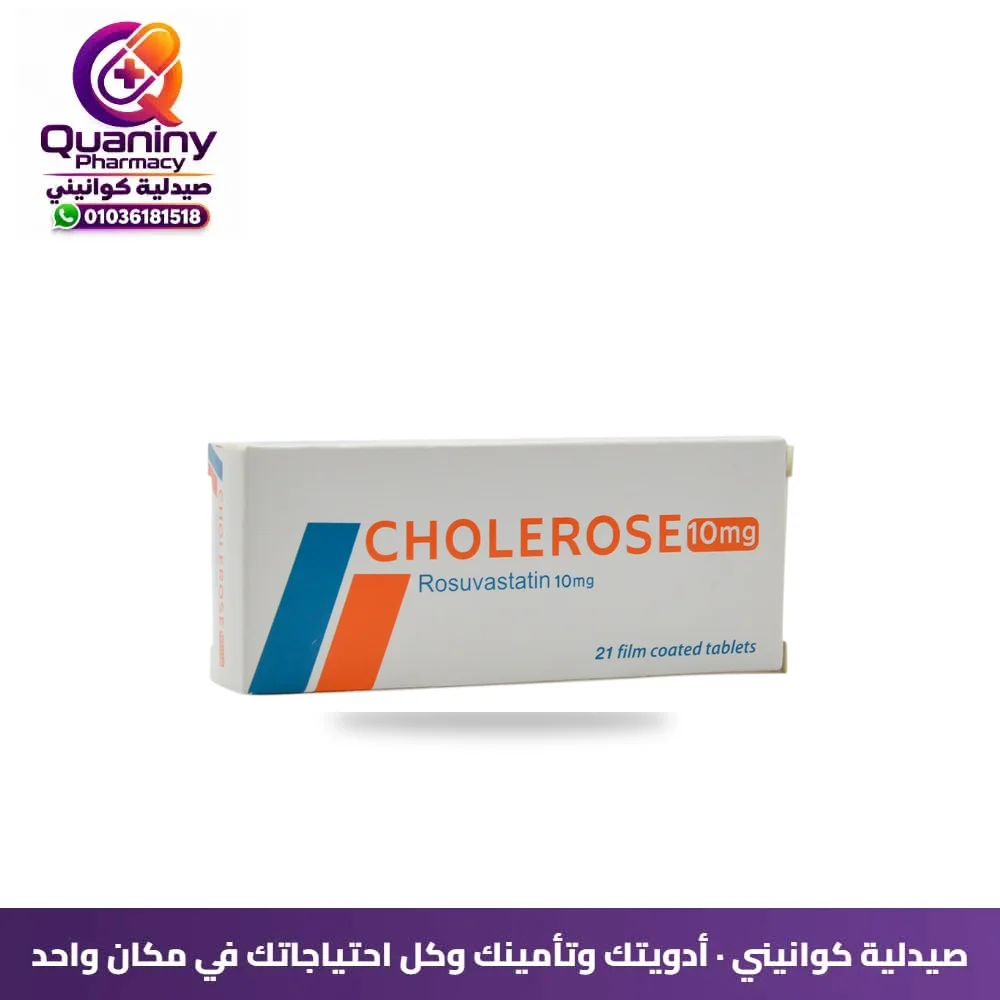 Quaniny
Pharmacy
صيدلية كوانيني
01036181518
CHOLEROSE 10mg
Rosuvastatin 10mg
21 film coated tablets
CHOLEROSE
صيدلية كوانيني · أدويتك وتأمينك وكل احتياجاتك في مكان واحد